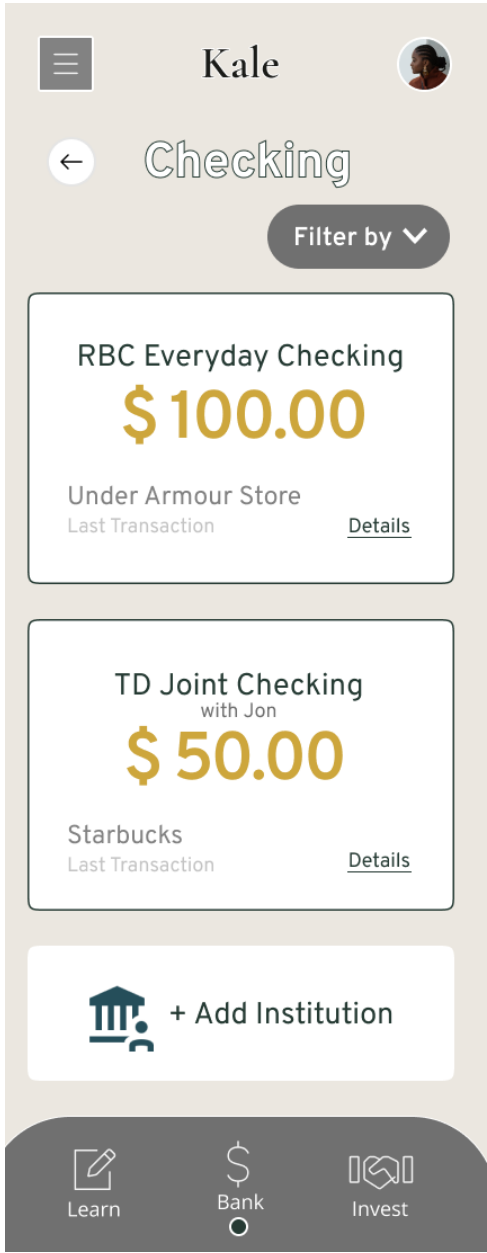 Kale
Checking
Filter by
RBC Everyday Checking
$ 100.00
Under Armour Store
Last Transaction
Details
TD Joint Checking
with Jon
$ 50.00
Starbucks
Last Transaction
Details
+ Add Institution
Learn
Bank
Invest